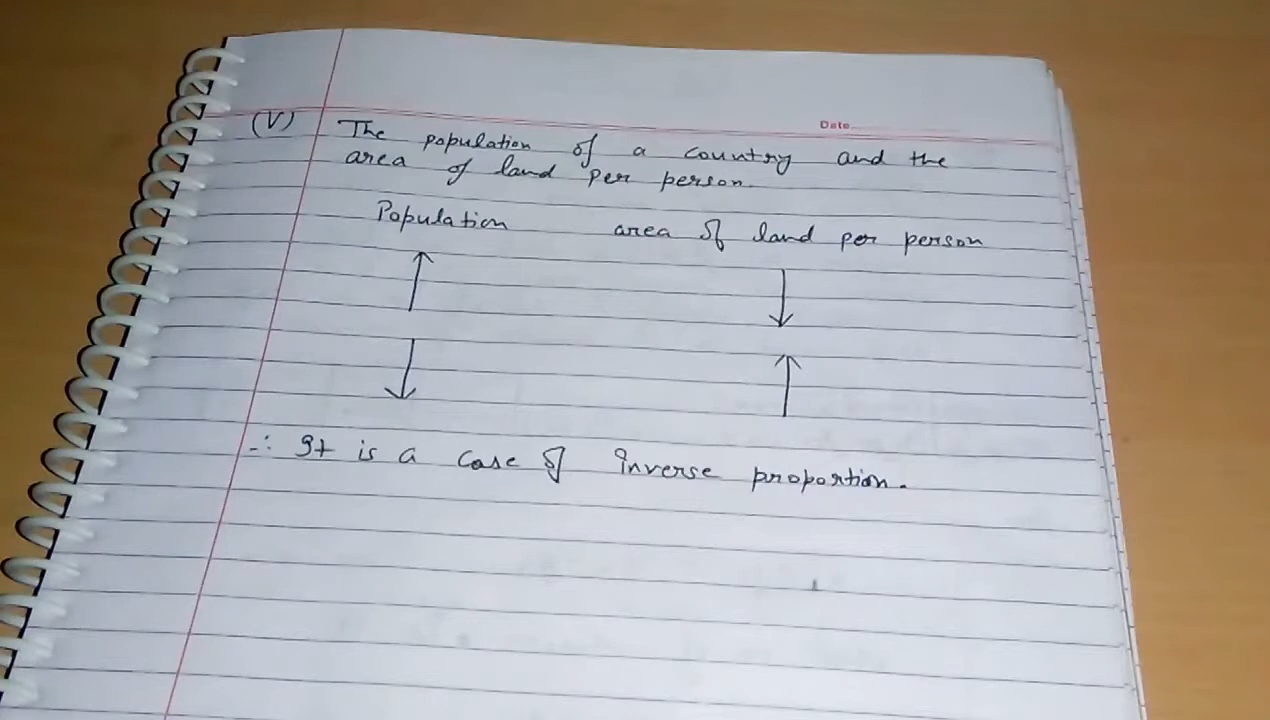 Date
(V) The population of a country and the
area of land per person.
Population area of land per person
∴ It is a case of inverse proportion.